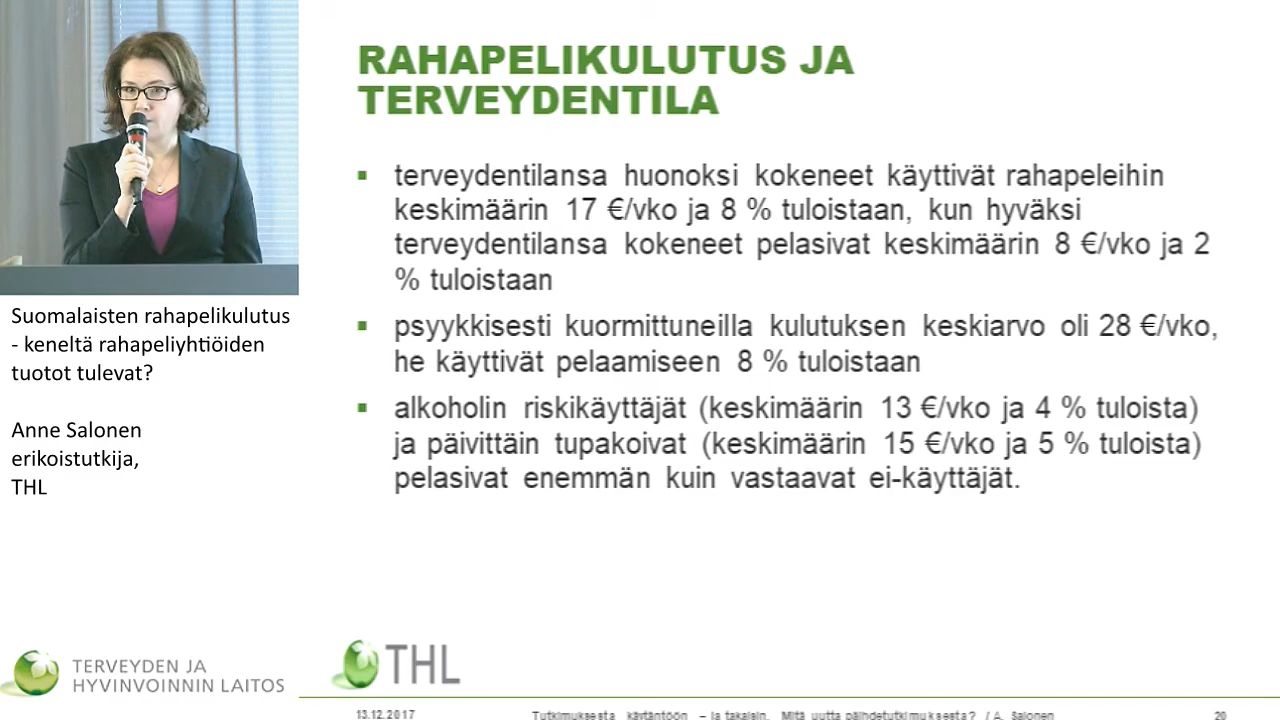 RAHAPELIKULUTUS JA
TERVEYDENTILA
▪ terveydentilansa huonoksi kokeneet käyttivät rahapeleihin
keskimäärin 17 €/vko ja 8 % tuloistaan, kun hyväksi
terveydentilansa kokeneet pelasivat keskimäärin 8 €/vko ja 2
% tuloistaan
▪ psyykkisesti kuormittuneilla kulutuksen keskiarvo oli 28 €/vko,
he käyttivät pelaamiseen 8 % tuloistaan
▪ alkoholin riskikäyttäjät (keskimäärin 13 €/vko ja 4 % tuloista)
ja päivittäin tupakoivat (keskimäärin 15 €/vko ja 5 % tuloista)
pelasivat enemmän kuin vastaavat ei-käyttäjät.
Suomalaisten rahapelikulutus
- keneltä rahapeliyhtiöiden
tuotot tulevat?
Anne Salonen
erikoistutkija,
THL
TERVEYDEN JA
HYVINVOINNIN LAITOS
THL
13.12.2017
Tutkimuksesta käytäntöön – ja takaisin. Mitä uutta päihdetutkimuksesta? / A. Salonen
20